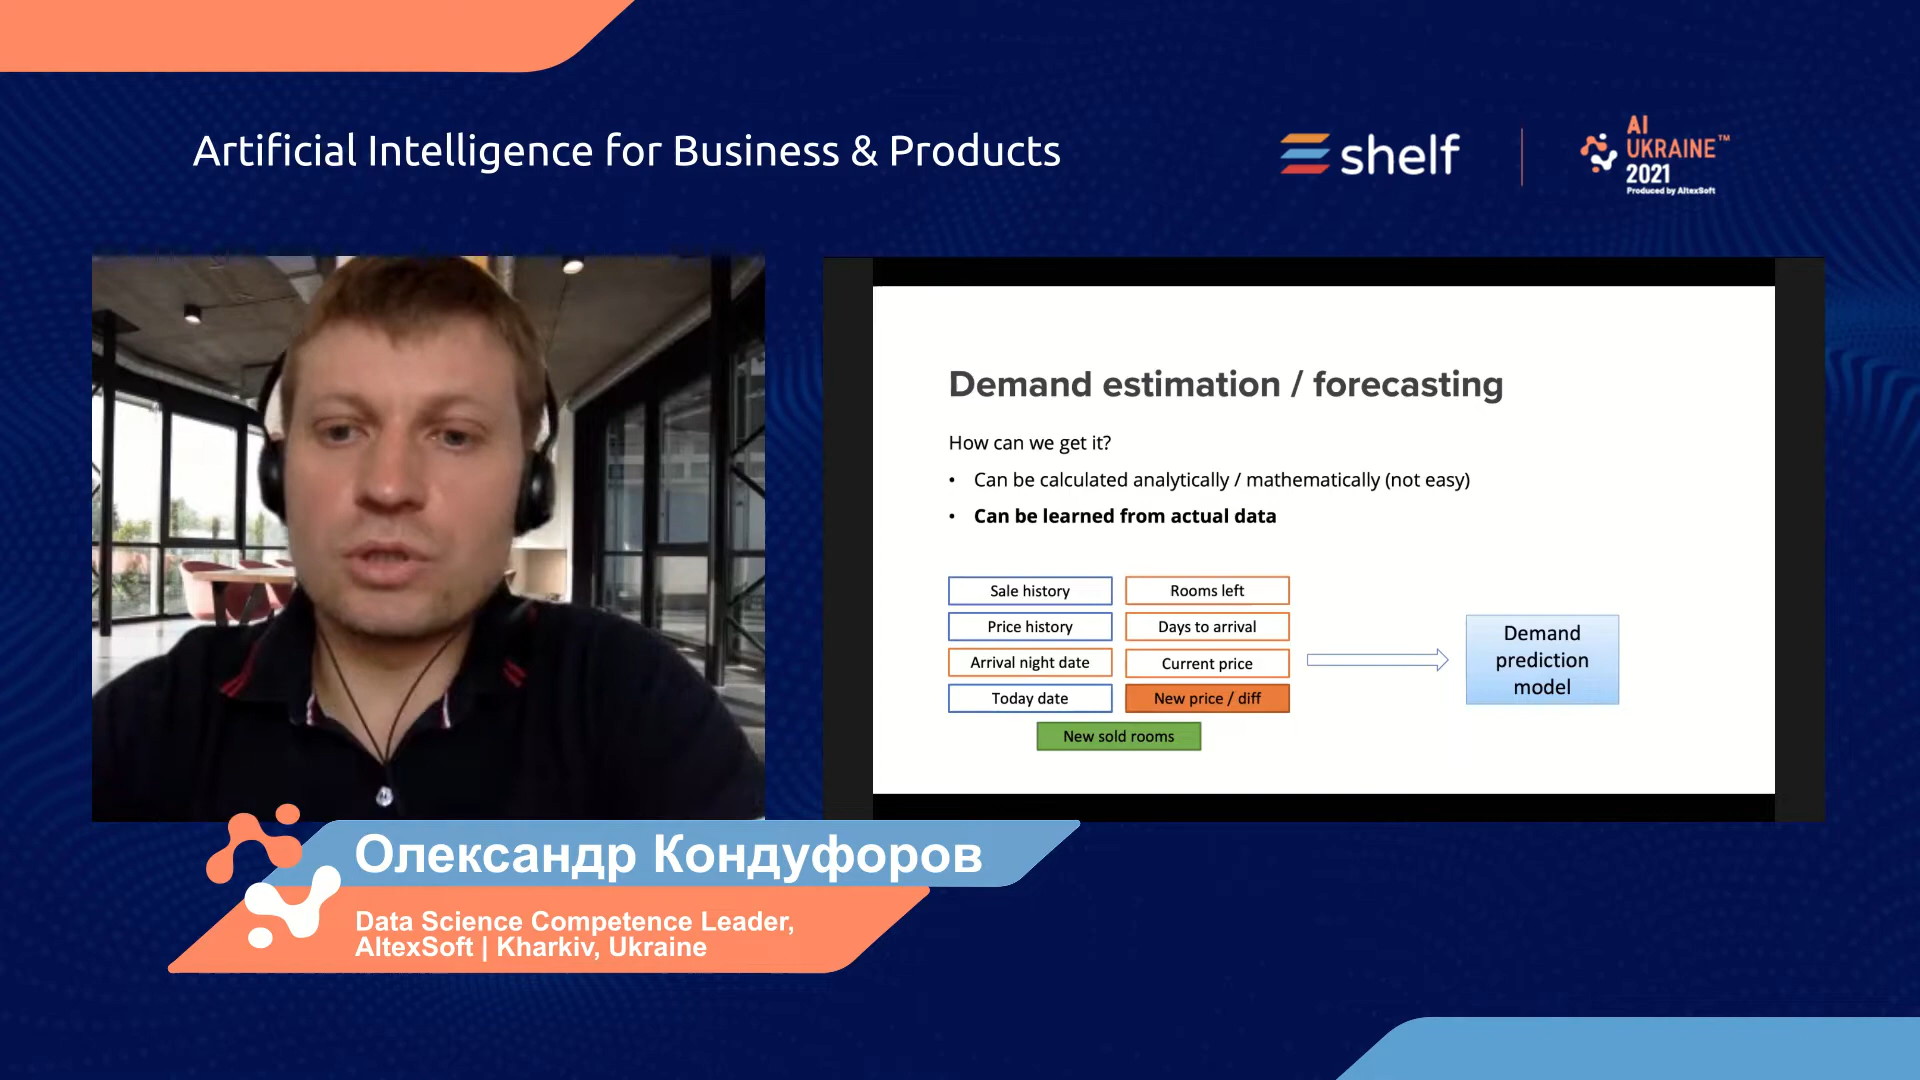 Artificial Intelligence for Business & Products
shelf
AI
UKRAINE™
2021
Produced by AltexSoft
Demand estimation / forecasting
How can we get it?
• Can be calculated analytically / mathematically (not easy)
• Can be learned from actual data
Sale history
Rooms left
Price history
Days to arrival
Arrival night date
Current price
Today date
New price / diff
New sold rooms
Demand
prediction
model
Олександр Кондуфоров
Data Science Competence Leader,
AltexSoft | Kharkiv, Ukraine